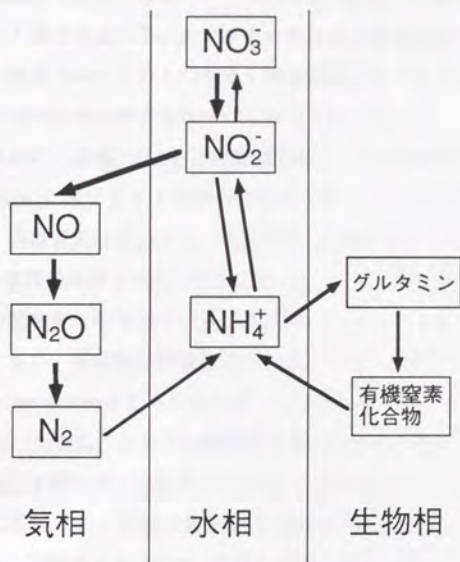 NO₃⁻
NO₂⁻
NO
N₂O
NH₄⁺
グルタミン
有機窒素
化合物
N₂
気相
水相
生物相